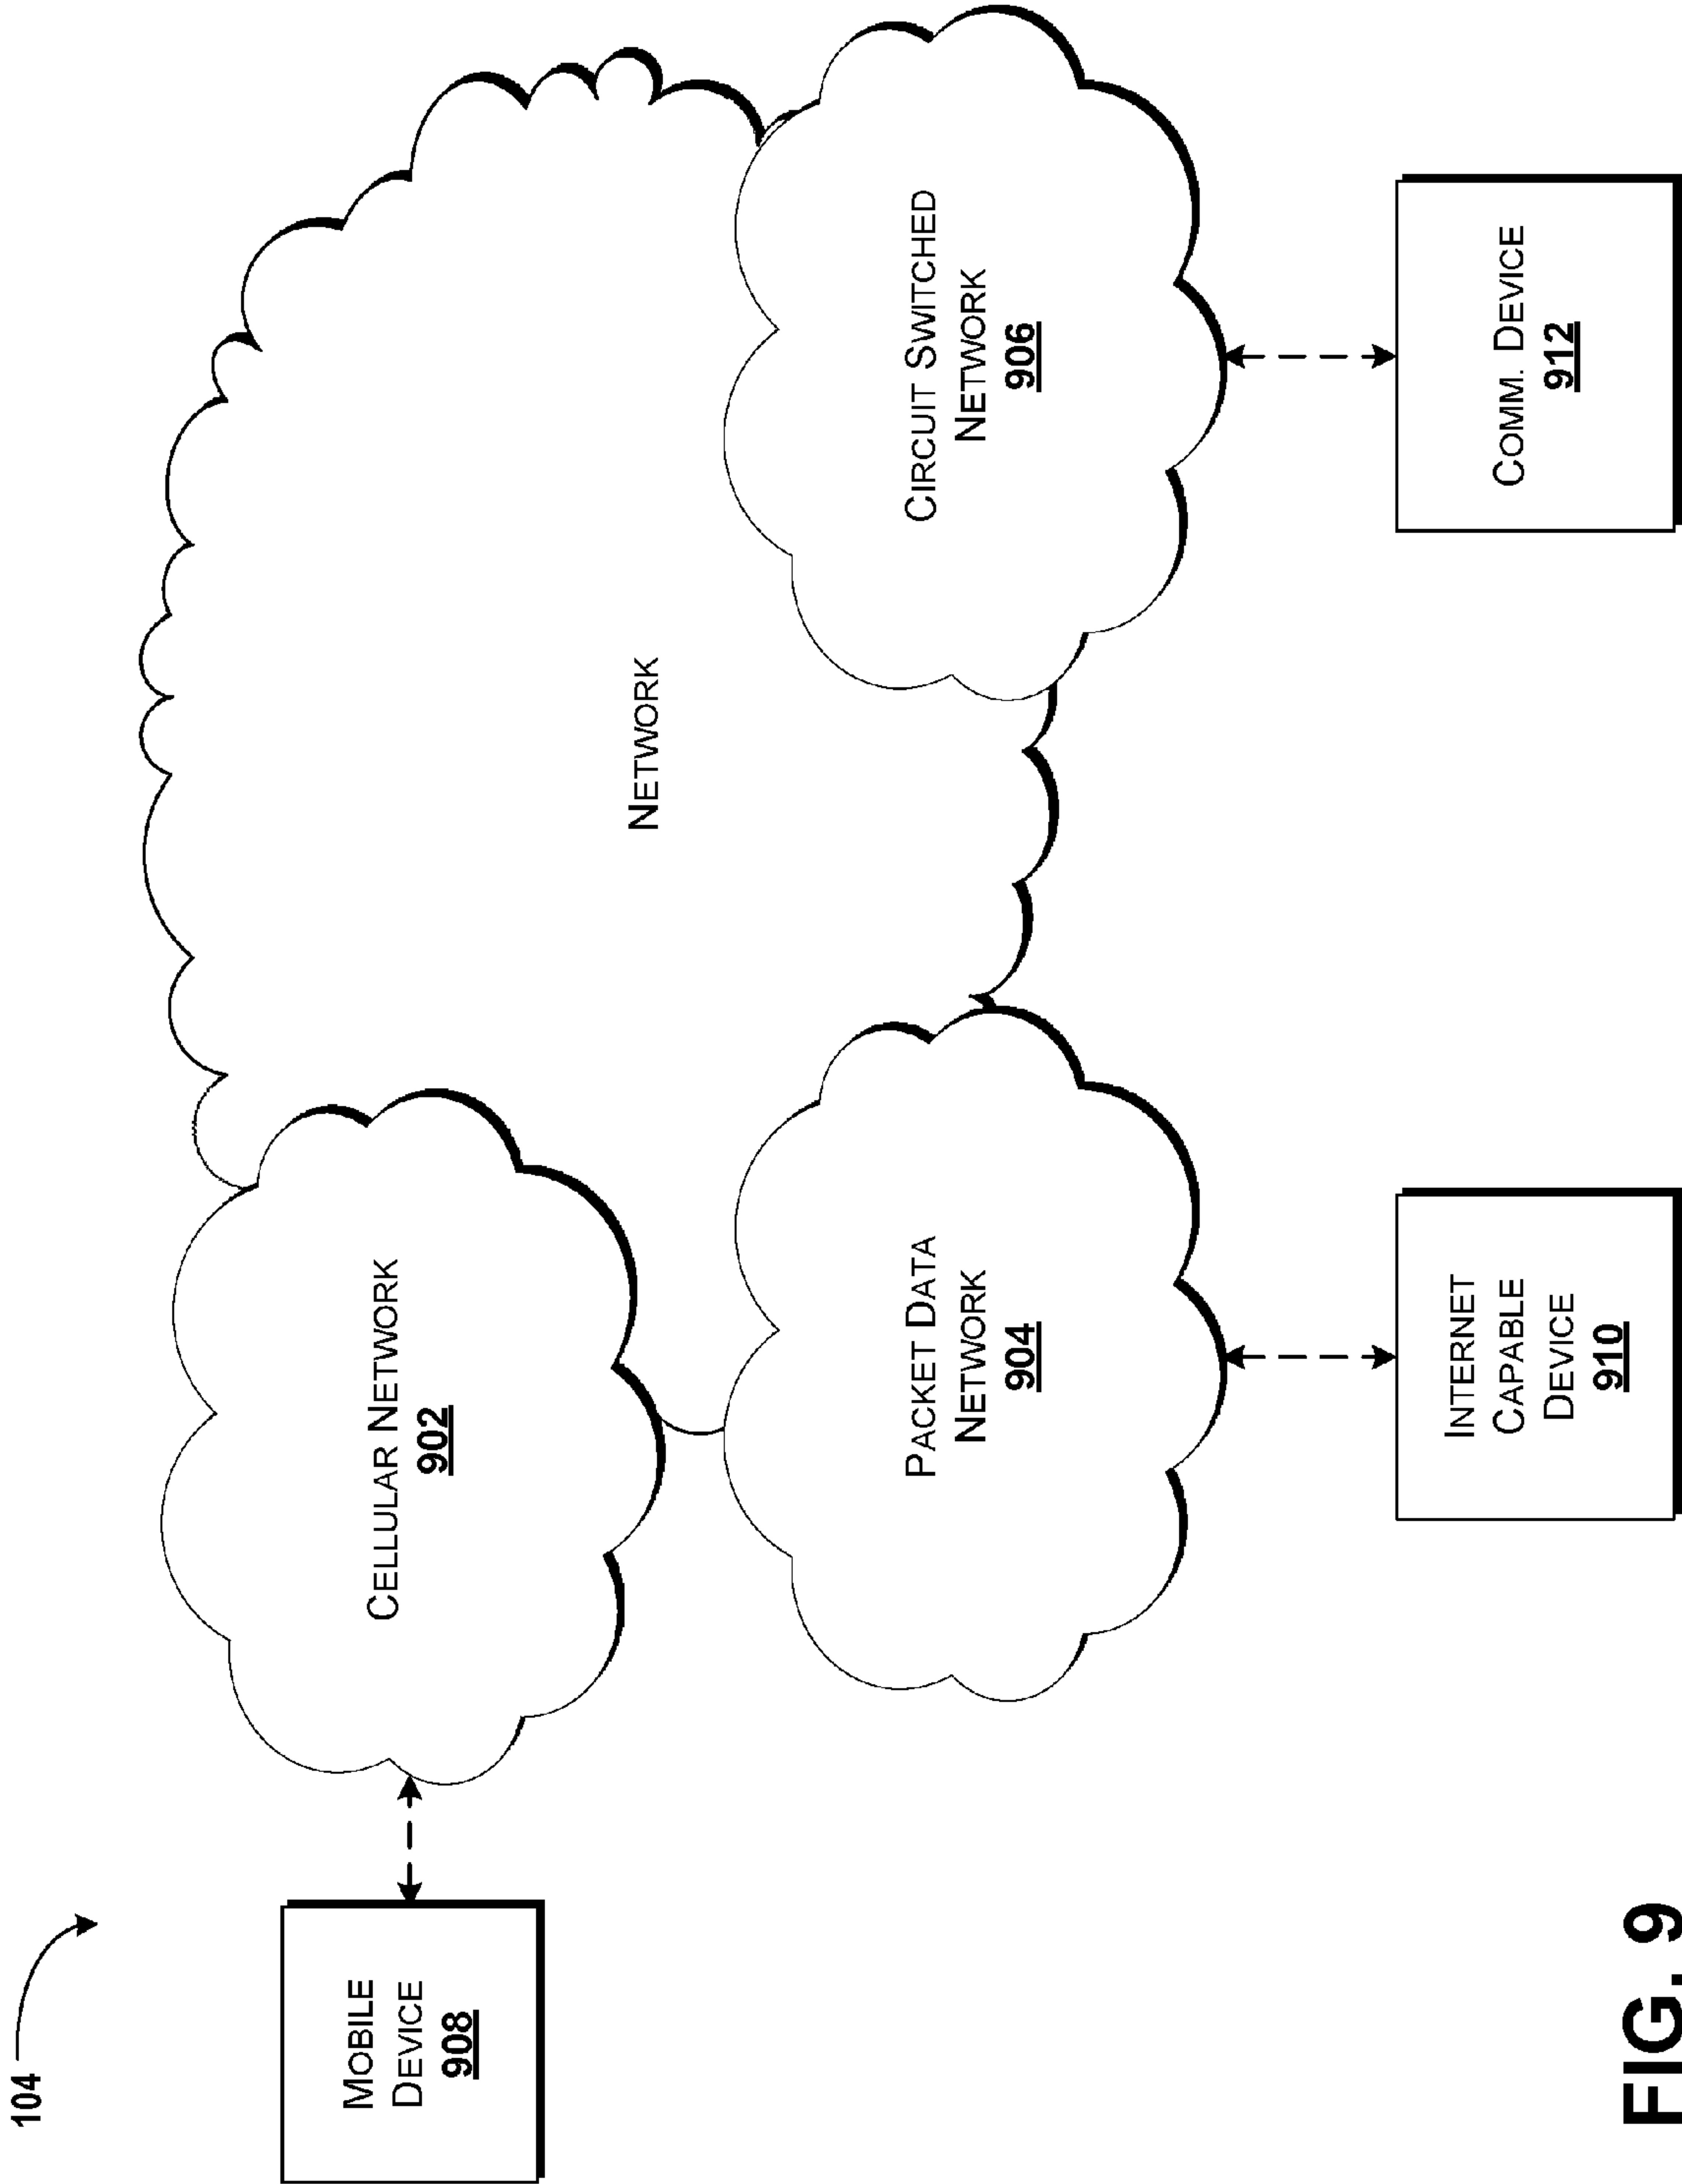 104
MOBILE
DEVICE
908
CELLULAR NETWORK
902
NETWORK
PACKET DATA
NETWORK
904
CIRCUIT SWITCHED
NETWORK
906
INTERNET
CAPABLE
DEVICE
910
COMM. DEVICE
912
FIG. 9